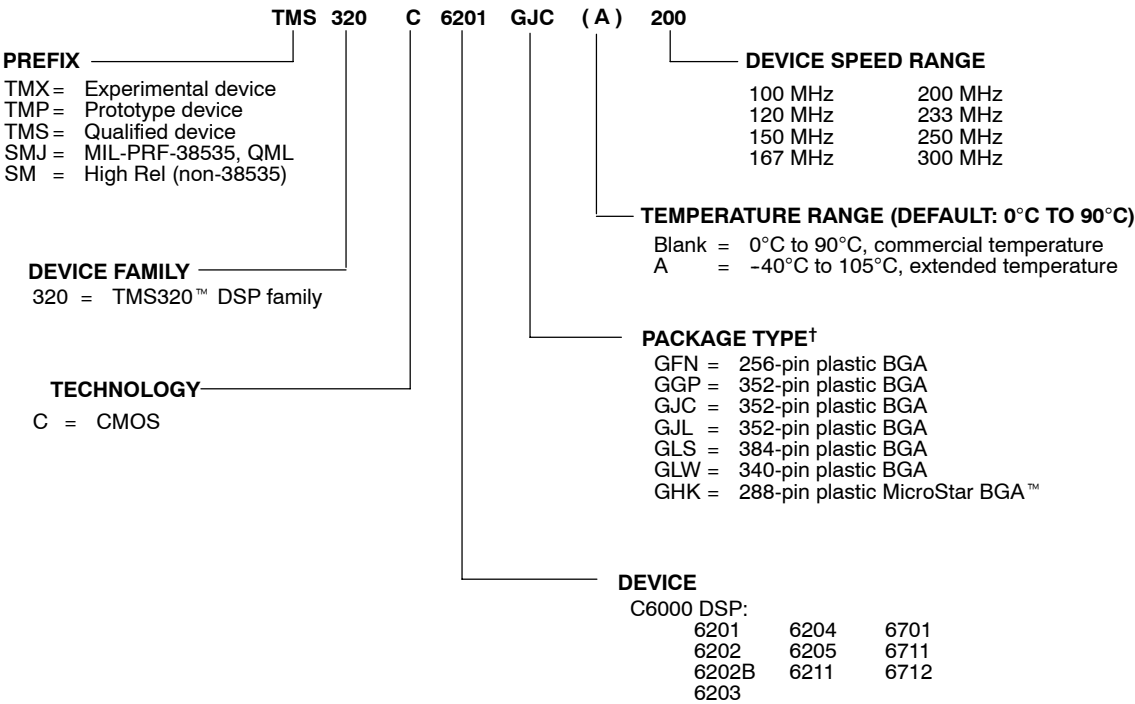 TMS 320 C 6201 GJC ( A ) 200
PREFIX
TMX = Experimental device
TMP = Prototype device
TMS = Qualified device
SMJ = MIL-PRF-38535, QML
SM = High Rel (non-38535)
DEVICE SPEED RANGE
100 MHz 200 MHz
120 MHz 233 MHz
150 MHz 250 MHz
167 MHz 300 MHz
TEMPERATURE RANGE (DEFAULT: 0°C TO 90°C)
Blank = 0°C to 90°C, commercial temperature
A = -40°C to 105°C, extended temperature
DEVICE FAMILY
320 = TMS320™ DSP family
PACKAGE TYPE†
GFN = 256-pin plastic BGA
GGP = 352-pin plastic BGA
GJC = 352-pin plastic BGA
GJL = 352-pin plastic BGA
GLS = 384-pin plastic BGA
GLW = 340-pin plastic BGA
GHK = 288-pin plastic MicroStar BGA™
TECHNOLOGY
C = CMOS
DEVICE
C6000 DSP:
6201 6204 6701
6202 6205 6711
6202B 6211 6712
6203